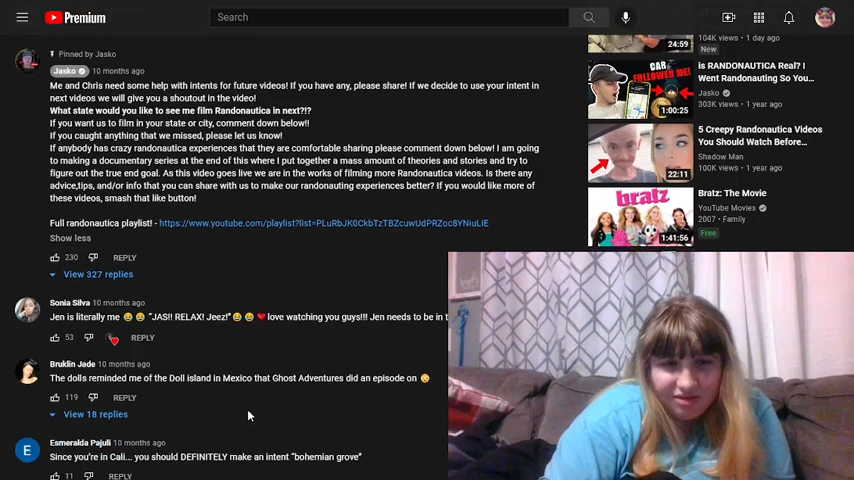 Premium
Search
Pinned by Jasko
Jasko 10 months ago
Me and Chris need some help with intents for future videos! If you have any, please share! If we decide to use your intent in
next videos we will give you a shoutout in the video!
What state would you like to see me film Randonautica in next?!?
If you want us to film in your state or city, comment down below!!
If you caught anything that we missed, please let us know!
If anybody has crazy randonautica experiences that they are comfortable sharing please comment down below! I am going
to making a documentary series at the end of this where I put together a mass amount of theories and stories and try to
figure out the true end goal. As this video goes live we are in the works of filming more Randonautica videos. Is there any
advice,tips, and/or info that you can share with us to make our randonauting experiences better? If you would like more of
these videos, smash that like button!
Full randonautica playlist! - https://www.youtube.com/playlist?list=PLuRbJK0CkbTzTBZcuwUdPRZoc8YNiuLiE
Show less
230 REPLY
View 327 replies
Sonia Silva 10 months ago
Jen is literally me 😂 😂 "JAS!! RELAX! Jeez!"😂 😂 ❤️ love watching you guys!!! Jen needs to be in t
53 REPLY
Bruklin Jade 10 months ago
The dolls reminded me of the Doll island in Mexico that Ghost Adventures did an episode on
119 REPLY
View 18 replies
E
Esmeralda Pajuli 10 months ago
Since you're in Cali... you should DEFINITELY make an intent "bohemian grove"
11 REPLY
104K views • 1 day ago
New
24:59
is RANDONAUTICA Real? I
Went Randonauting So You...
Jasko
303K views • 1 year ago
CAR
FOLLOWED ME!
1:00:25
5 Creepy Randonautica Videos
You Should Watch Before...
Shadow Man
100K views • 1 year ago
22:11
Bratz: The Movie
YouTube Movies
2007 • Family
Free
bratz
1:41:56